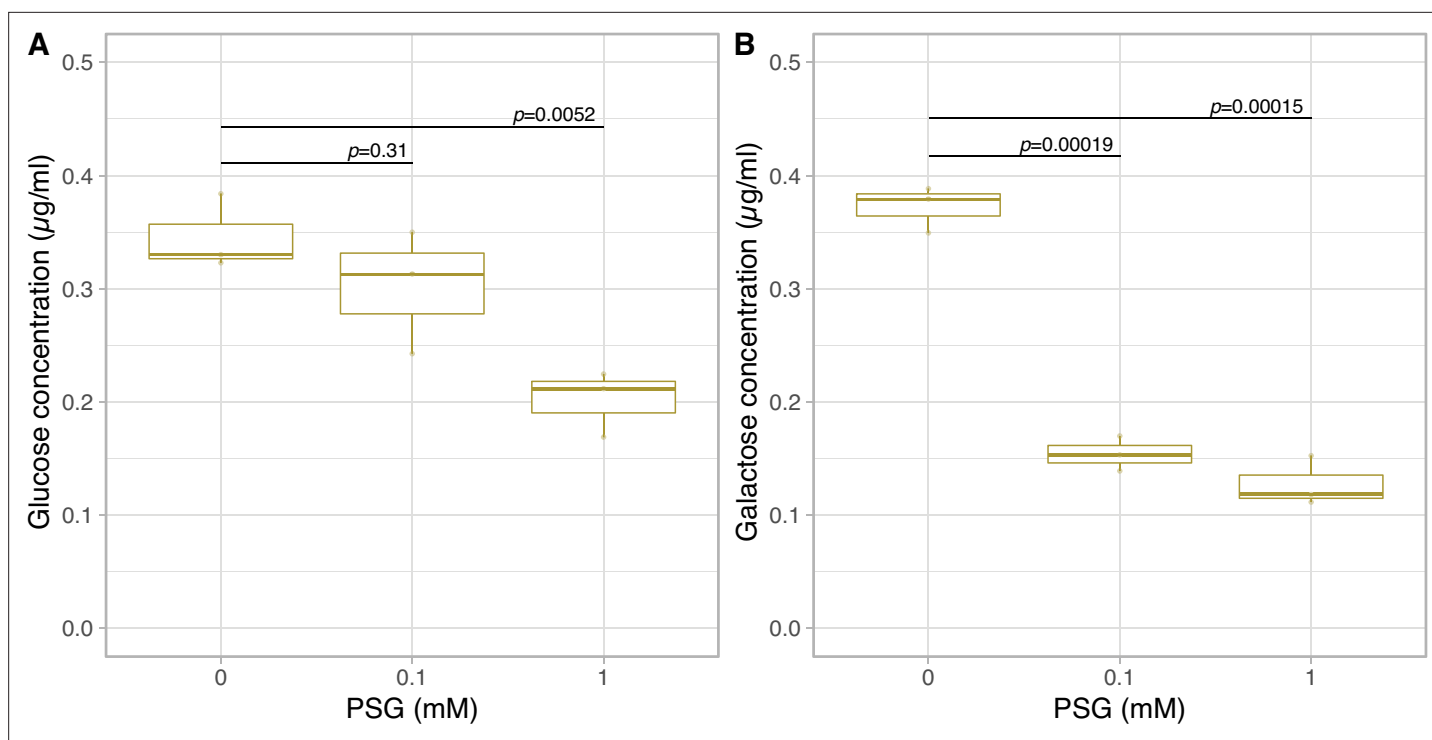 A
Glucose concentration (µg/ml)
0.5
0.4
0.3
0.2
0.1
0.0
p=0.0052
p=0.31
0 0.1 1
PSG (mM)
B
Galactose concentration (µg/ml)
0.5
0.4
0.3
0.2
0.1
0.0
p=0.00015
p=0.00019
0 0.1 1
PSG (mM)